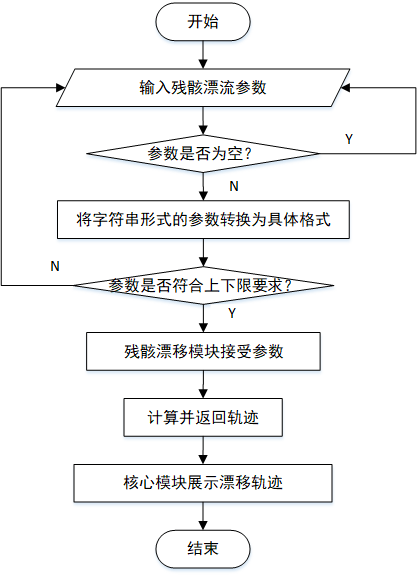 开始
输入残骸漂流参数
参数是否为空？
Y
N
将字符串形式的参数转换为具体格式
N
参数是否符合上下限要求？
Y
残骸漂移模块接受参数
计算并返回轨迹
核心模块展示漂移轨迹
结束